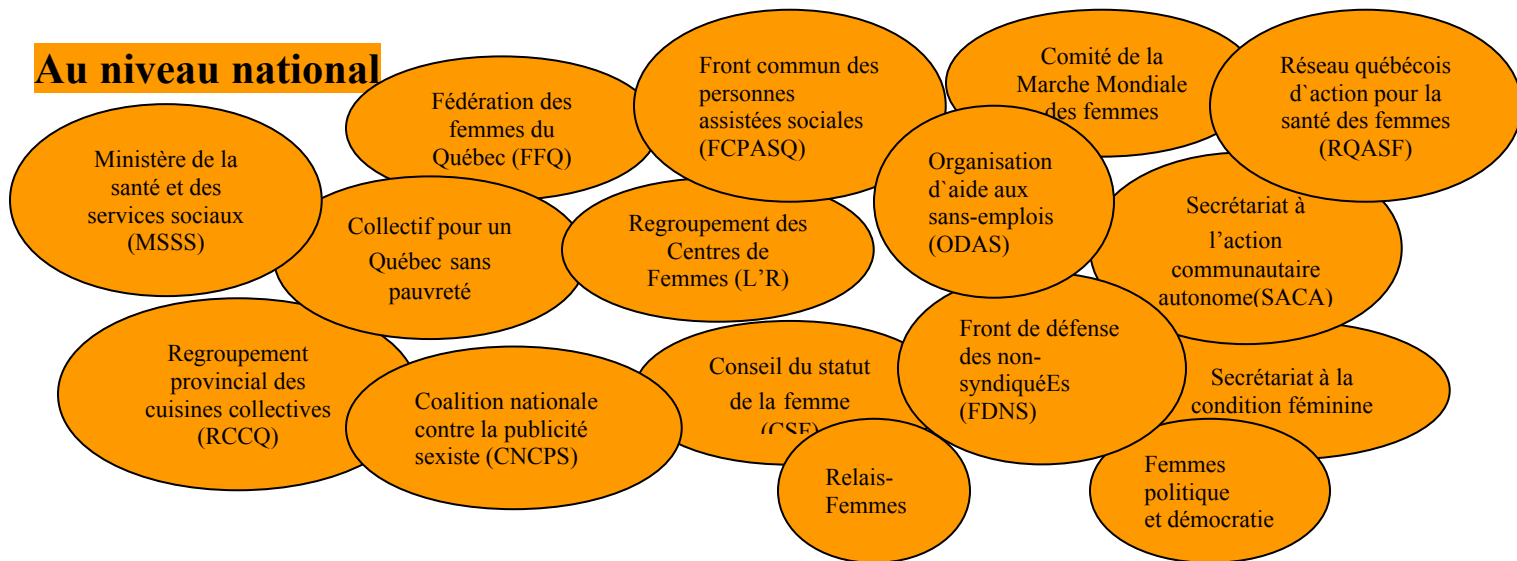 Au niveau national
Ministère de la
santé et des
services sociaux
(MSSS)
Fédération des
femmes du
Québec (FFQ)
Front commun des
personnes
assistées sociales
(FCPASQ)
Comité de la
Marche Mondiale
des femmes
Réseau québécois
d`action pour la
santé des femmes
(RQASF)
Collectif pour un
Québec sans
pauvreté
Regroupement des
Centres de
Femmes (L’R)
Organisation
d`aide aux
sans-emplois
(ODAS)
Secrétariat à
l’action
communautaire
autonome(SACA)
Regroupement
provincial des
cuisines collectives
(RCCQ)
Coalition nationale
contre la publicité
sexiste (CNCPS)
Conseil du statut
de la femme
(CSF)
Front de défense
des non-
syndiquéEs
(FDNS)
Secrétariat à la
condition féminine
Relais-
Femmes
Femmes
politique
et démocratie